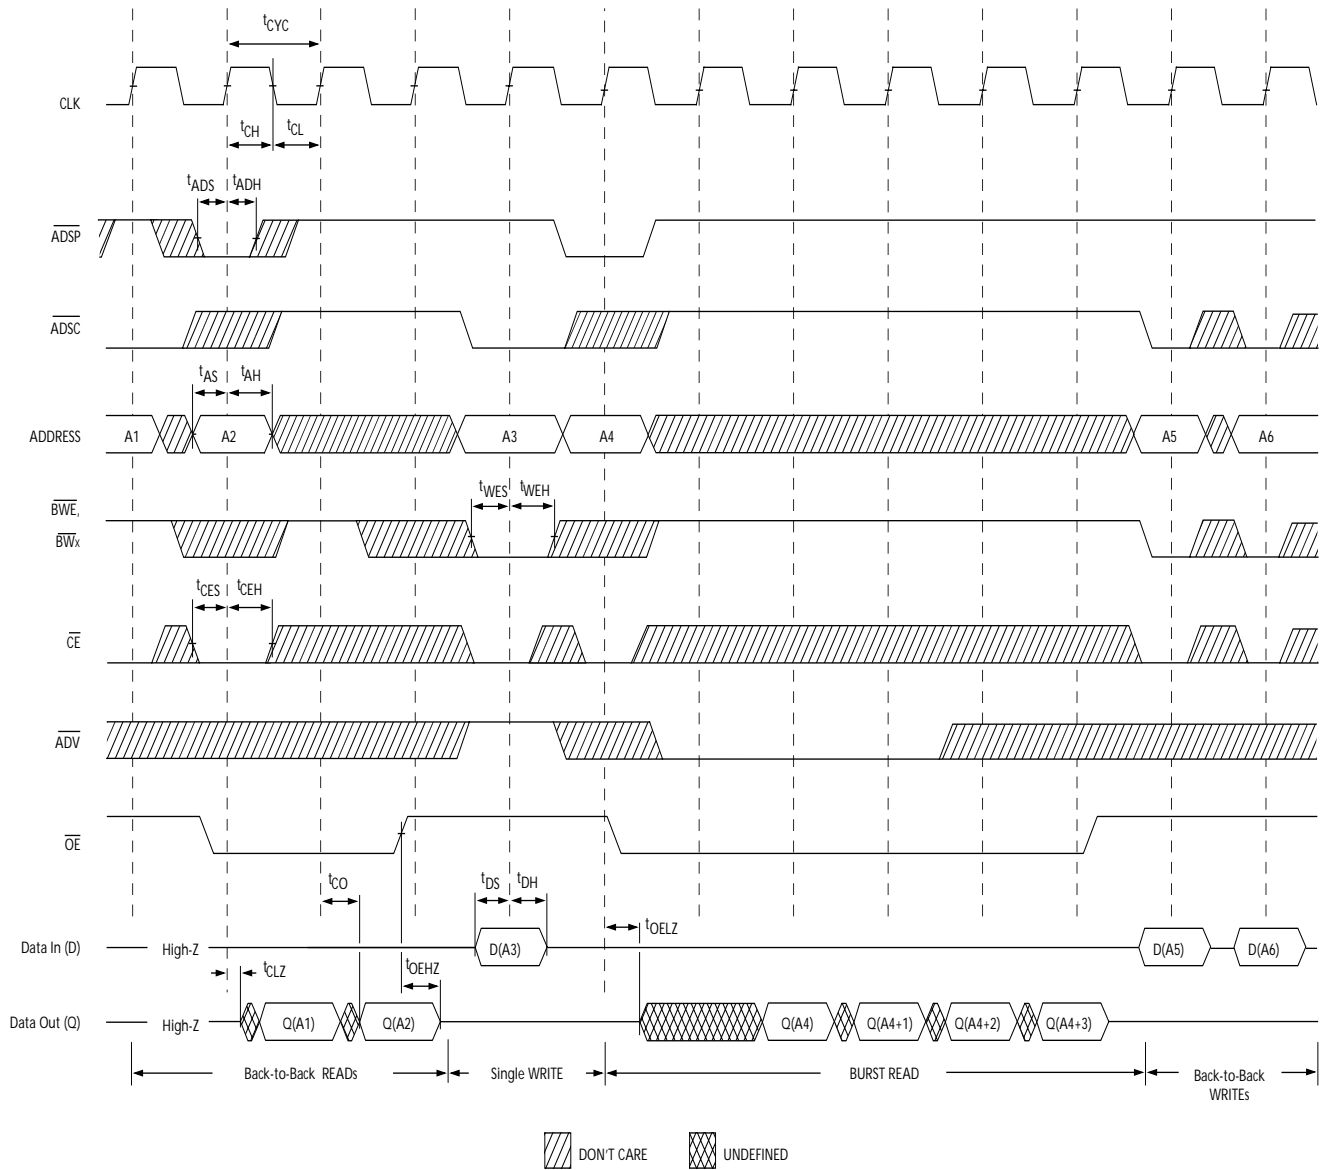 tCYC
CLK
tCH
tCL
tADS
tADH
ADSP
ADSC
tAS
tAH
ADDRESS
A1
A2
A3
A4
A5
A6
tWES
tWEH
BWE,
BWx
tCES
tCEH
CE
ADV
OE
tCO
tDS
tDH
tOELZ
Data In (D)
High-Z
D(A3)
D(A5)
D(A6)
tCLZ
tOEHZ
Data Out (Q)
High-Z
Q(A1)
Q(A2)
Q(A4)
Q(A4+1)
Q(A4+2)
Q(A4+3)
Back-to-Back READs
Single WRITE
BURST READ
Back-to-Back
WRITEs
DON'T CARE
UNDEFINED